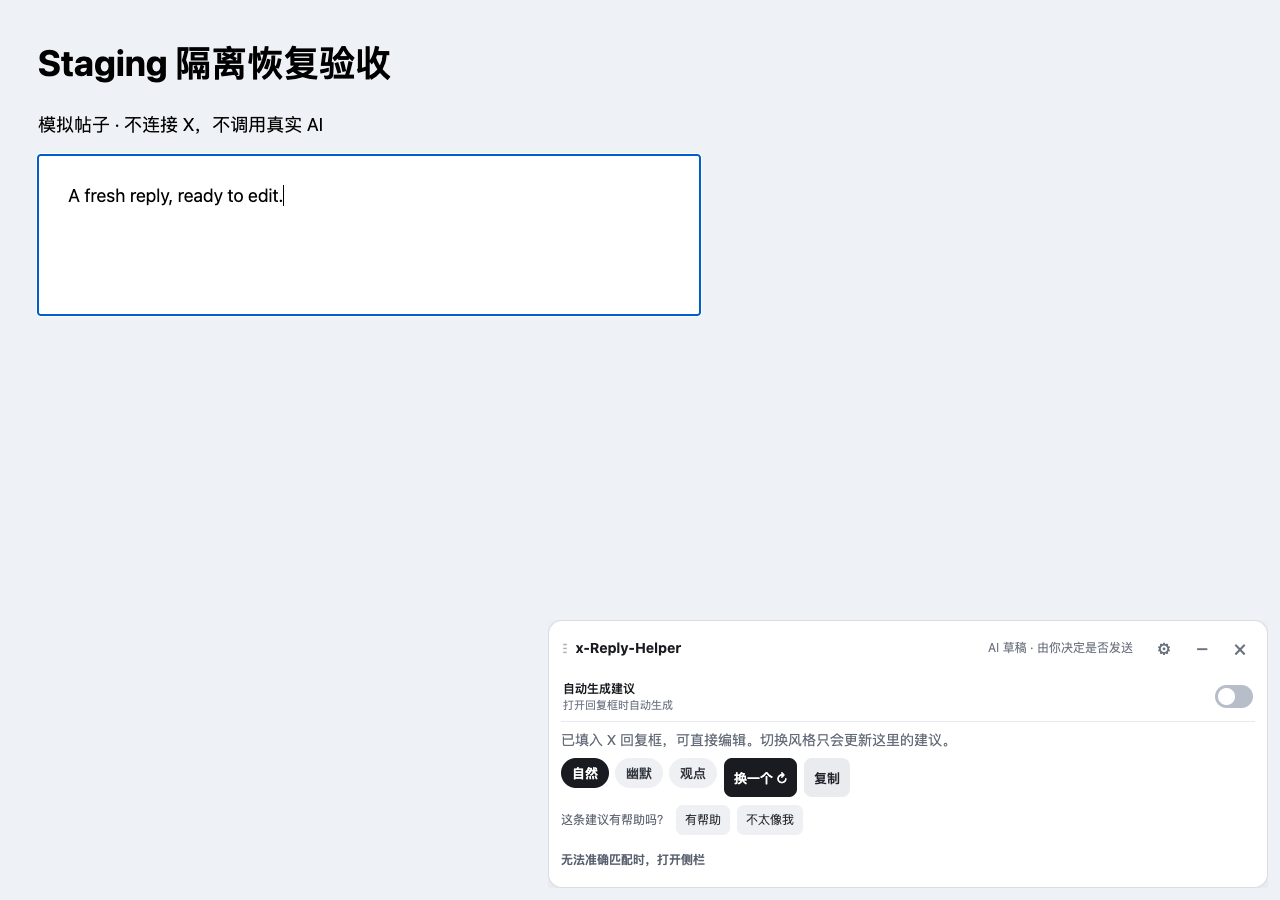 Staging 隔离恢复验收
模拟帖子 · 不连接 X，不调用真实 AI
A fresh reply, ready to edit.
x-Reply-Helper
AI 草稿 · 由你决定是否发送
自动生成建议
打开回复框时自动生成
已填入 X 回复框，可直接编辑。切换风格只会更新这里的建议。
自然 幽默 观点 换一个 ↻ 复制
这条建议有帮助吗? 有帮助 不太像我
无法准确匹配时，打开侧栏